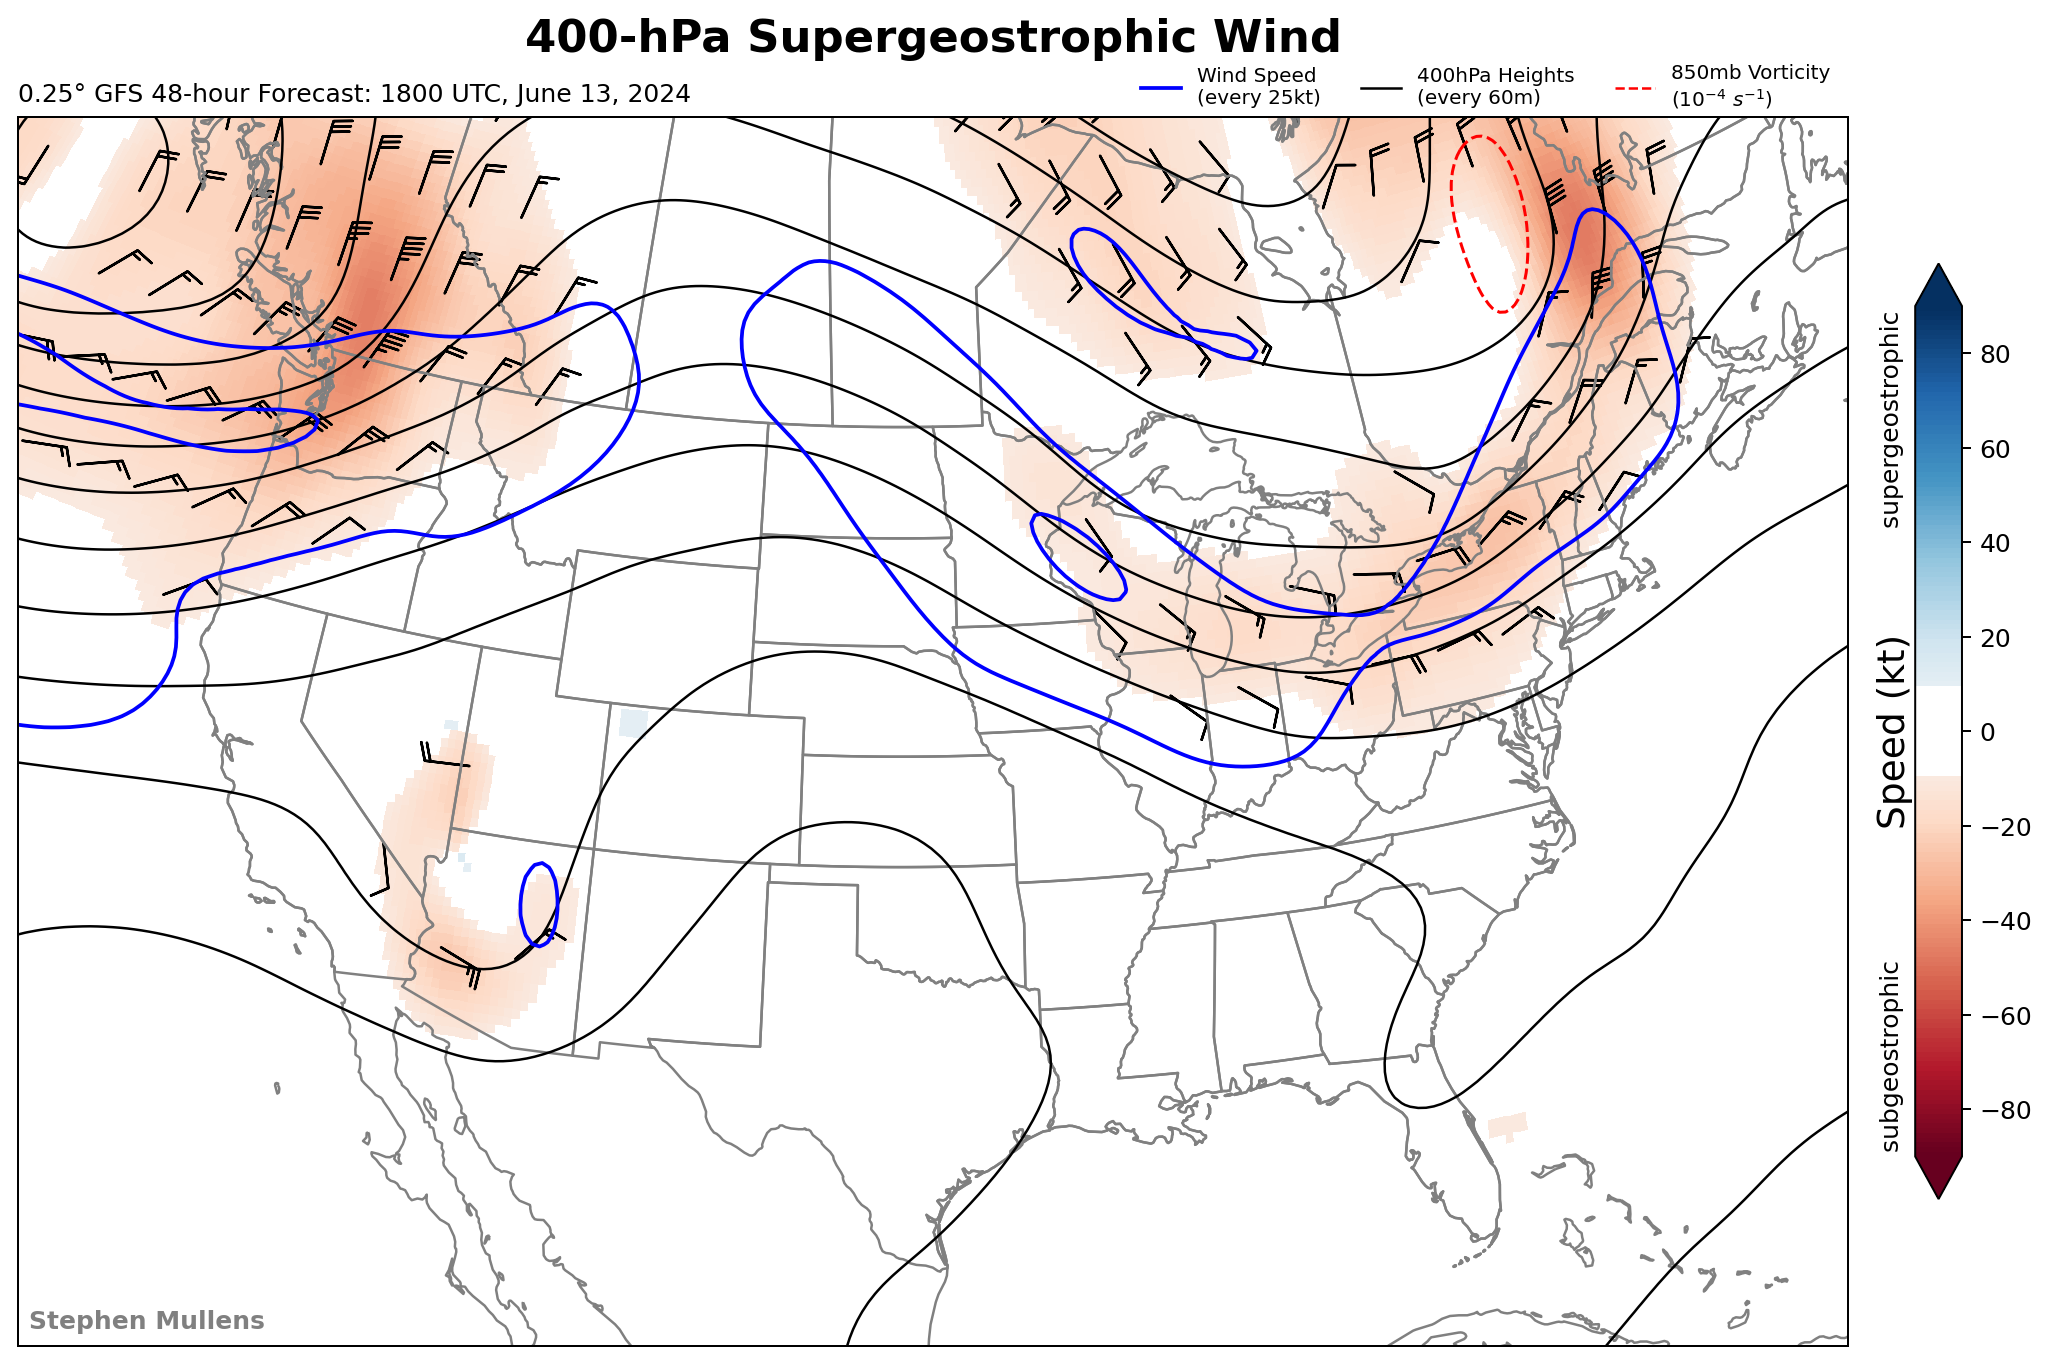 400-hPa Supergeostrophic Wind
0.25° GFS 48-hour Forecast: 1800 UTC, June 13, 2024
Wind Speed
(every 25kt)
400hPa Heights
(every 60m)
850mb Vorticity
(10⁻⁴ s⁻¹)
supergeostrophic
Speed (kt)
subgeostrophic
80
60
40
20
0
−20
−40
−60
−80
Stephen Mullens